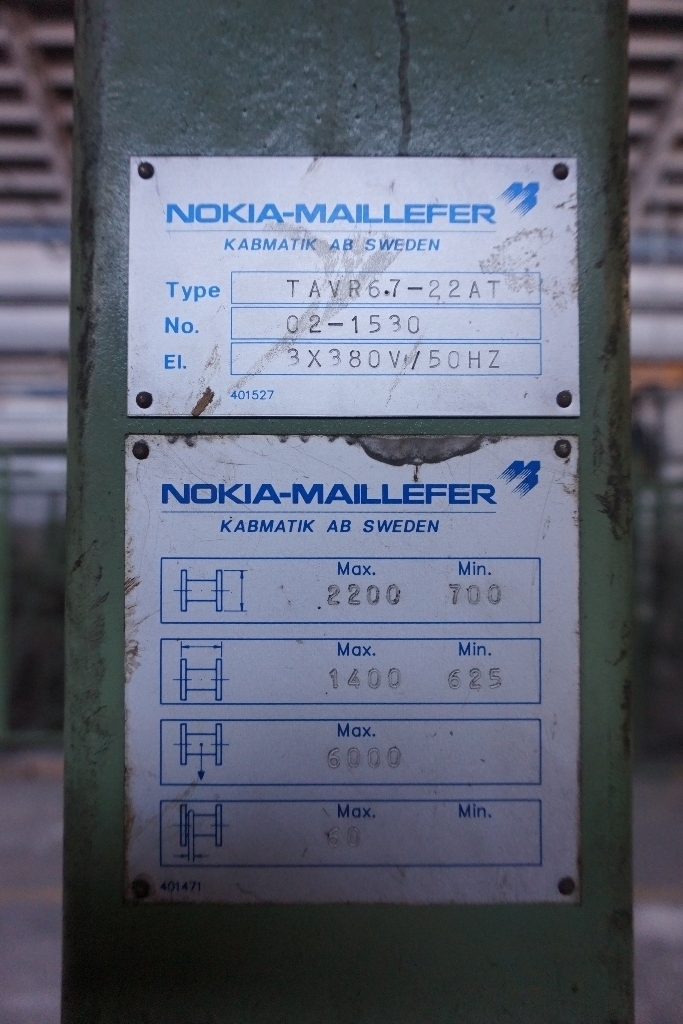 NOKIA-MAILLEFER
KABMATIK AB SWEDEN
Type TAVR6.7-22AT
No. 02-1530
El. 3X380V/50HZ
401527
NOKIA-MAILLEFER
KABMATIK AB SWEDEN
Max. Min.
2200 700
Max. Min.
1400 625
Max.
6000
Max. Min.
60
401471